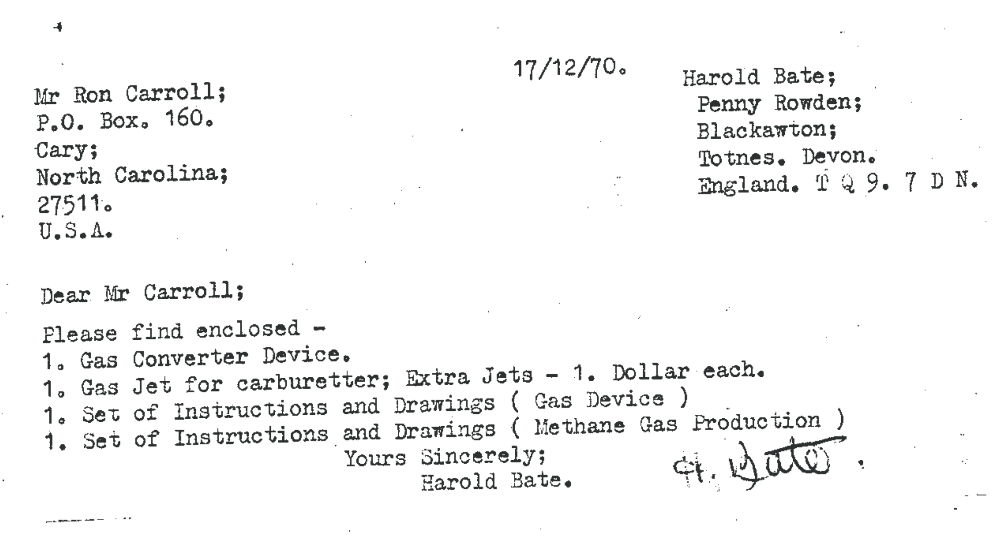 17/12/70.
Harold Bate;
Penny Rowden;
Blackawton;
Totnes. Devon.
England. T Q 9. 7 D N.
Mr Ron Carroll;
P.O. Box. 160.
Cary;
North Carolina;
27511.
U.S.A.
Dear Mr Carroll;
Please find enclosed -
1. Gas Converter Device.
1. Gas Jet for carburetter; Extra Jets - 1. Dollar each.
1. Set of Instructions and Drawings ( Gas Device )
1. Set of Instructions and Drawings ( Methane Gas Production )
Yours Sincerely;
Harold Bate.
H. Bate.